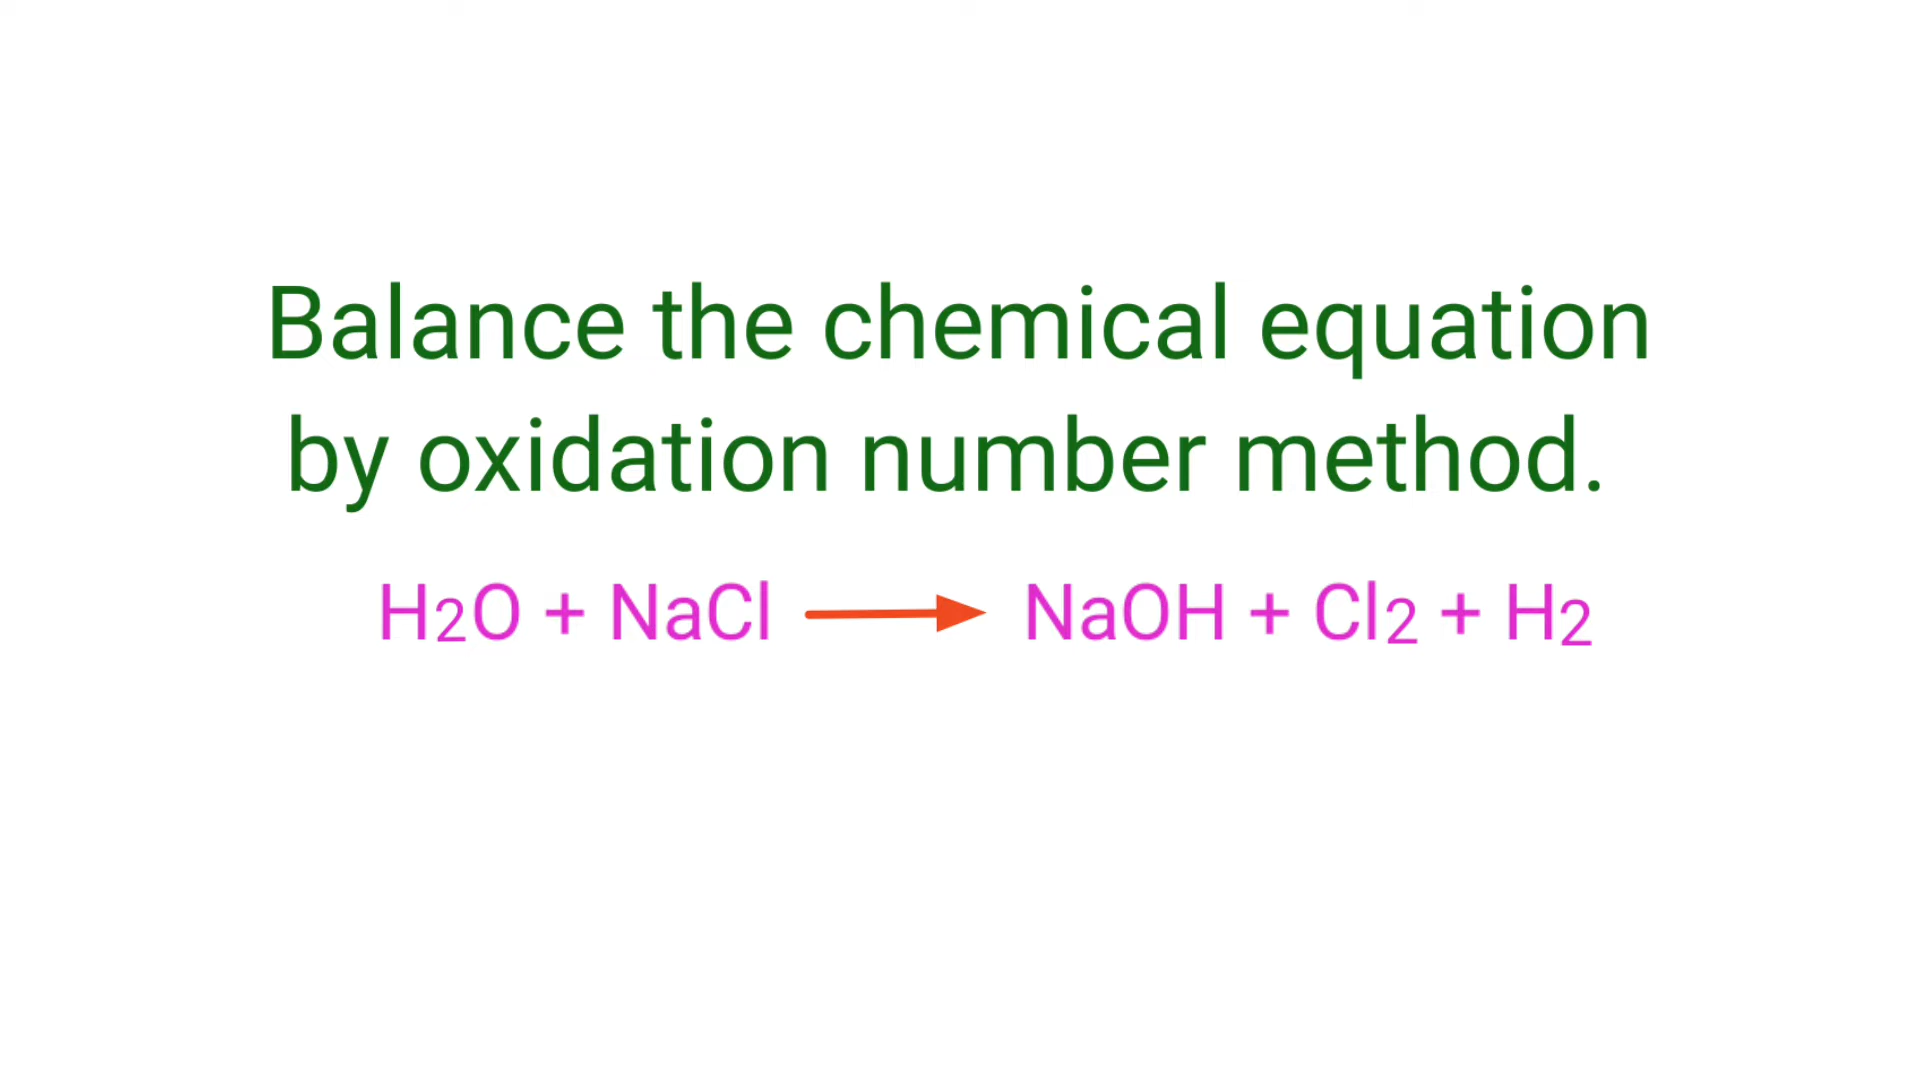 Balance the chemical equation
by oxidation number method.
H2O + NaCl → NaOH + Cl2 + H2